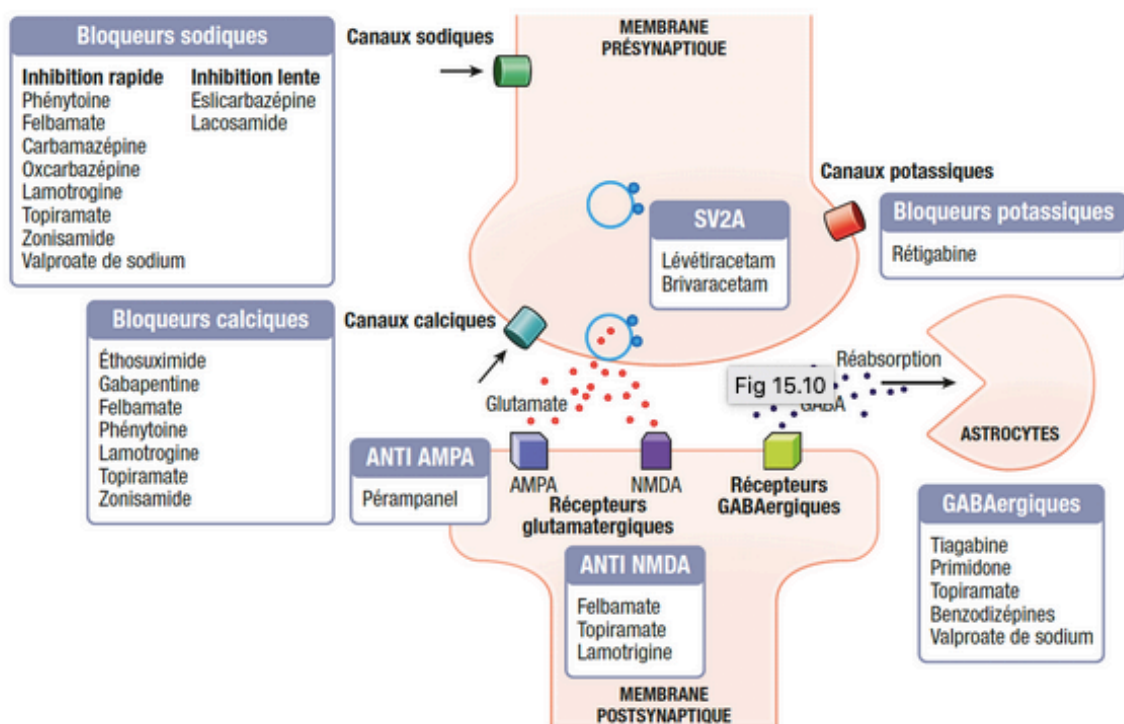 Bloqueurs sodiques
Inhibition rapide
Phénytoine
Felbamate
Carbamazépine
Oxcarbazépine
Lamotrogine
Topiramate
Zonisamide
Valproate de sodium
Inhibition lente
Eslicarbazépine
Lacosamide
Canaux sodiques
MEMBRANE
PRÉSYNAPTIQUE
Canaux potassiques
Bloqueurs potassiques
Rétigabine
SV2A
Lévétiracetam
Brivaracetam
Bloqueurs calciques
Éthosuximide
Gabapentine
Felbamate
Phénytoine
Lamotrogine
Topiramate
Zonisamide
Canaux calciques
Glutamate
Fig 15.10
GABA
Réabsorption
ASTROCYTES
ANTI AMPA
Pérampanel
AMPA
NMDA
Récepteurs
glutamatergiques
Récepteurs
GABAergiques
GABAergiques
Tiagabine
Primidone
Topiramate
Benzodizépines
Valproate de sodium
ANTI NMDA
Felbamate
Topiramate
Lamotrigine
MEMBRANE
POSTSYNAPTIQUE